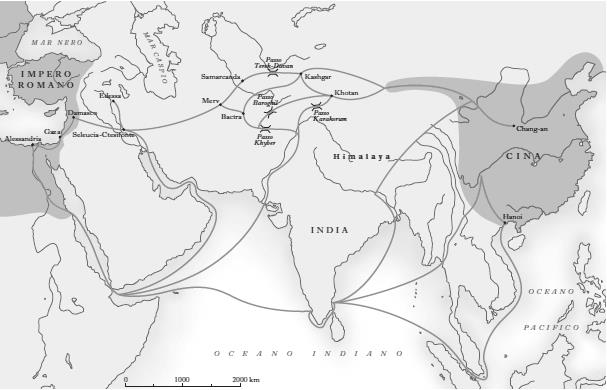 MAR NERO
MAR CASPIO
IMPERO
ROMANO
Edessa
Damasco
Gaza
Alessandria
Seleucia-Ctesifonte
Samarcanda
Merv
Bactra
Passo
Terek-Davan
Kashgar
Khotan
Passo
Baroghil
Passo
Karakorum
Passo
Khyber
Himalaya
Chang-an
CINA
Hanoi
INDIA
OCEANO
PACIFICO
OCEANO INDIANO
0 1000 2000 km